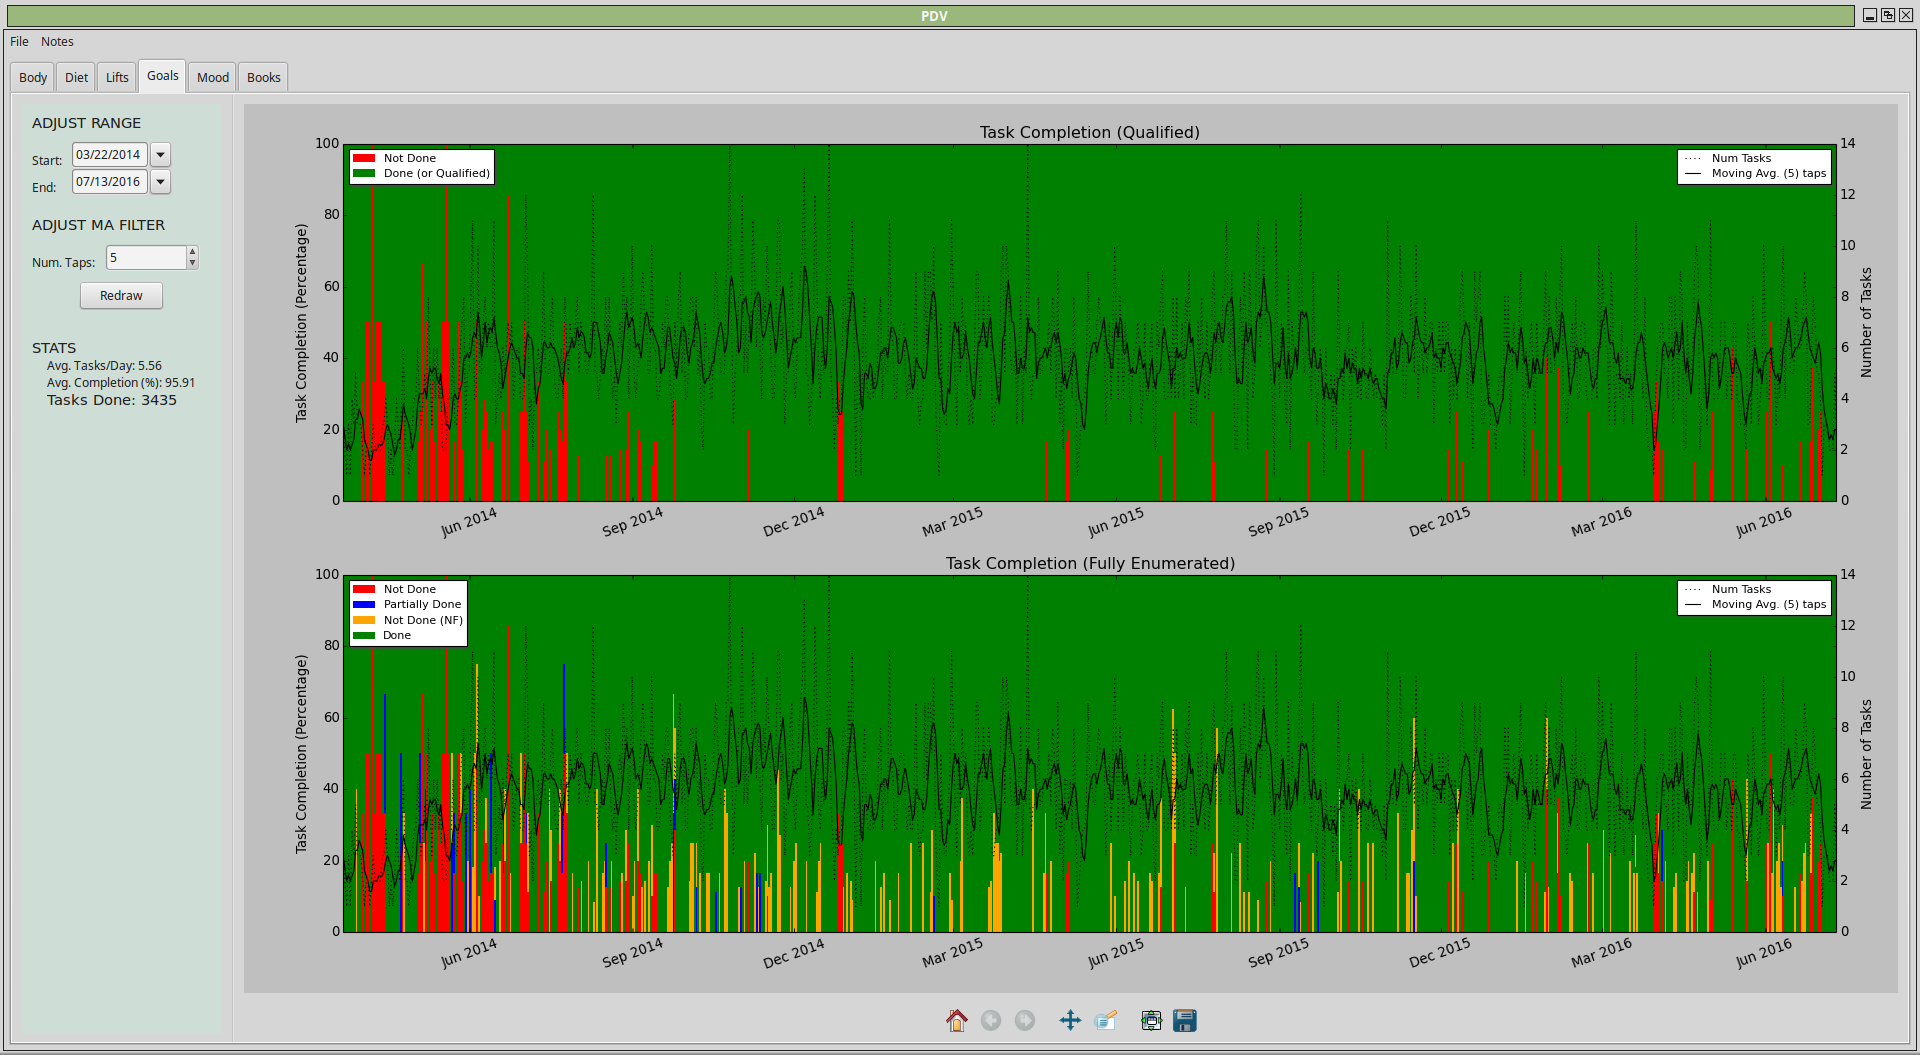 PDV
File Notes
Body Diet Lifts Goals Mood Books
ADJUST RANGE
Start: 03/22/2014
End: 07/13/2016
ADJUST MA FILTER
Num. Taps: 5
Redraw
STATS
Avg. Tasks/Day: 5.56
Avg. Completion (%): 95.91
Tasks Done: 3435
Task Completion (Qualified)
Not Done
Done (or Qualified)
Num Tasks
Moving Avg. (5) taps
Task Completion (Percentage)
100
80
60
40
20
0
Number of Tasks
14
12
10
8
6
4
2
0
Jun 2014 Sep 2014 Dec 2014 Mar 2015 Jun 2015 Sep 2015 Dec 2015 Mar 2016 Jun 2016
Task Completion (Fully Enumerated)
Not Done
Partially Done
Not Done (NF)
Done
Num Tasks
Moving Avg. (5) taps
Task Completion (Percentage)
100
80
60
40
20
0
Number of Tasks
14
12
10
8
6
4
2
0
Jun 2014 Sep 2014 Dec 2014 Mar 2015 Jun 2015 Sep 2015 Dec 2015 Mar 2016 Jun 2016